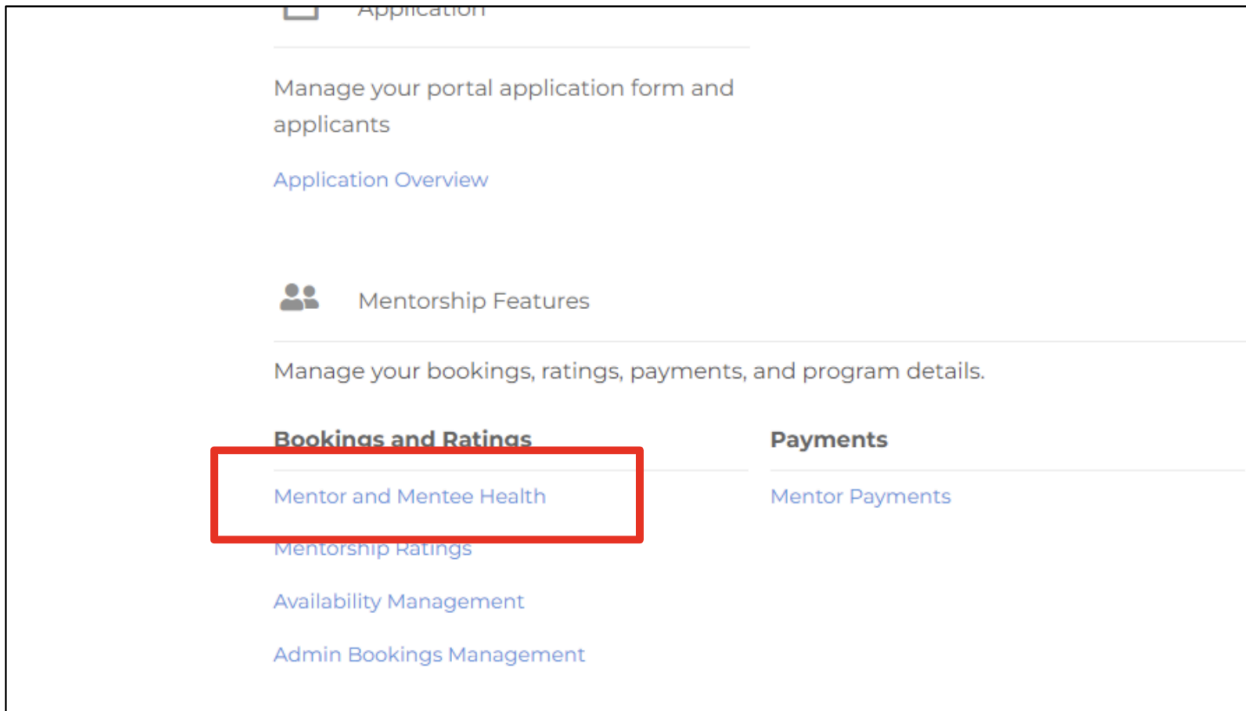 Application
Manage your portal application form and
applicants
Application Overview
Mentorship Features
Manage your bookings, ratings, payments, and program details.
Bookings and Ratings
Mentor and Mentee Health
Mentorship Ratings
Availability Management
Admin Bookings Management
Payments
Mentor Payments